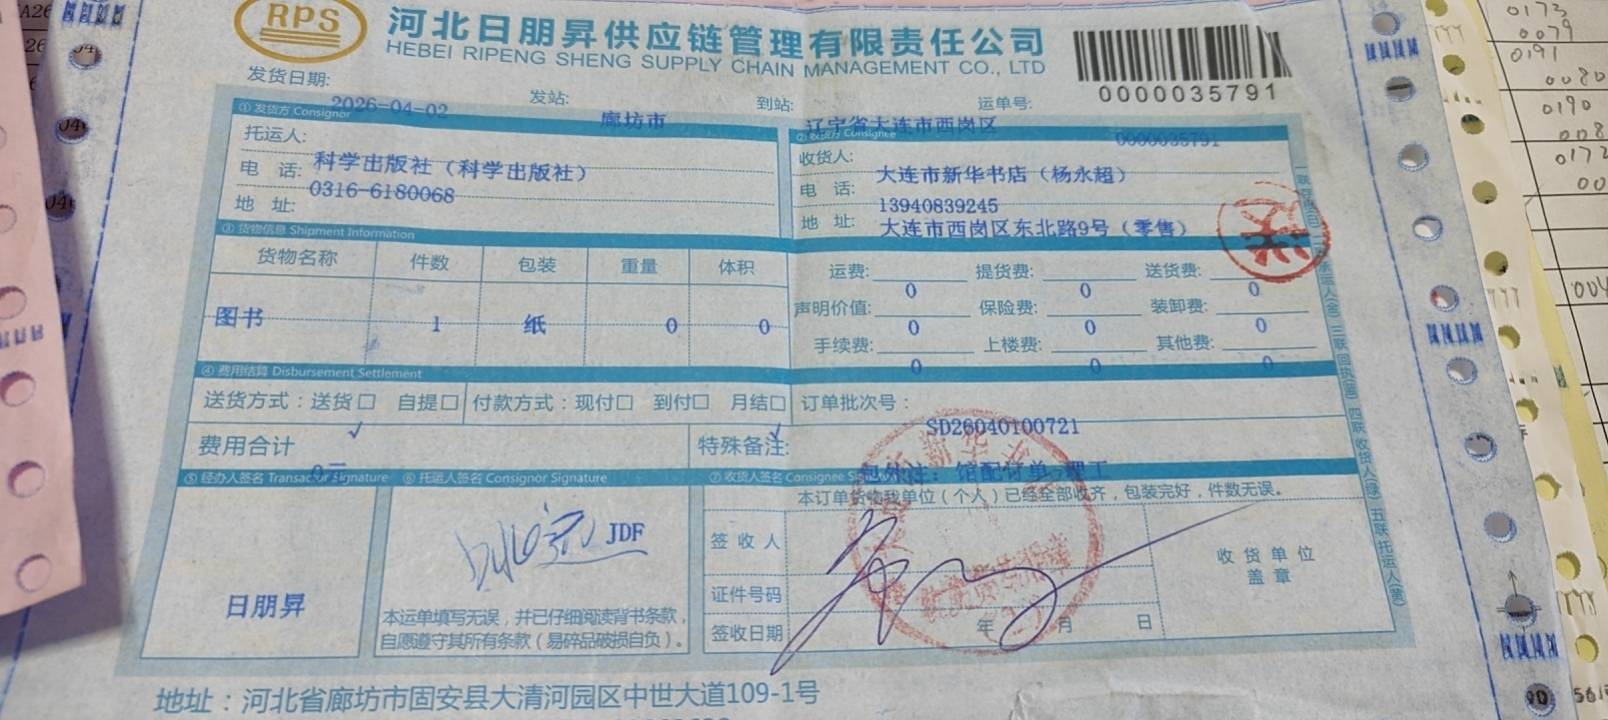 RPS
河北日朋昇供应链管理有限责任公司
HEBEI RIPENG SHENG SUPPLY CHAIN MANAGEMENT CO., LTD
0000035791
发货日期: 2026-04-02 发站: 廊坊市 到站: 辽宁省大连市西岗区 运单号: 0000035791
① 发货方 Consignor
托运人: 科学出版社（科学出版社）
电 话: 0316-6180068
地 址:
② 收货方 Consignee
收货人: 大连市新华书店（杨永超）
电 话: 13940839245
地 址: 大连市西岗区东北路9号（零售）
③ 货物信息 Shipment Information
货物名称 件数 包装 重量 体积
图书 1 纸 0 0
运费: 0 提货费: 0 送货费: 0
声明价值: 0 保险费: 0 装卸费: 0
手续费: 0 上楼费: 0 其他费: 0
④ 费用结算 Disbursement Settlement
送货方式：送货□ 自提□ 付款方式：现付□ 到付□ 月结□ 订单批次号： SD26040100721
√ √
费用合计 0 特殊备注:
⑤ 经办人签名 Transactor Signature ⑥ 托运人签名 Consignor Signature ⑦ 收货人签名 Consignee
馆配订单
本订单货物我单位（个人）已经全部收齐，包装完好，件数无误。
日朋昇
JDF
本运单填写无误，并已仔细阅读背书条款，
自愿遵守其所有条款（易碎品破损自负）。
签 收 人
证件号码
签收日期 年 月 日
收 货 单 位
盖 章
地址：河北省廊坊市固安县大清河园区中世大道109-1号
0173
0079
0191
0080
0190
0172